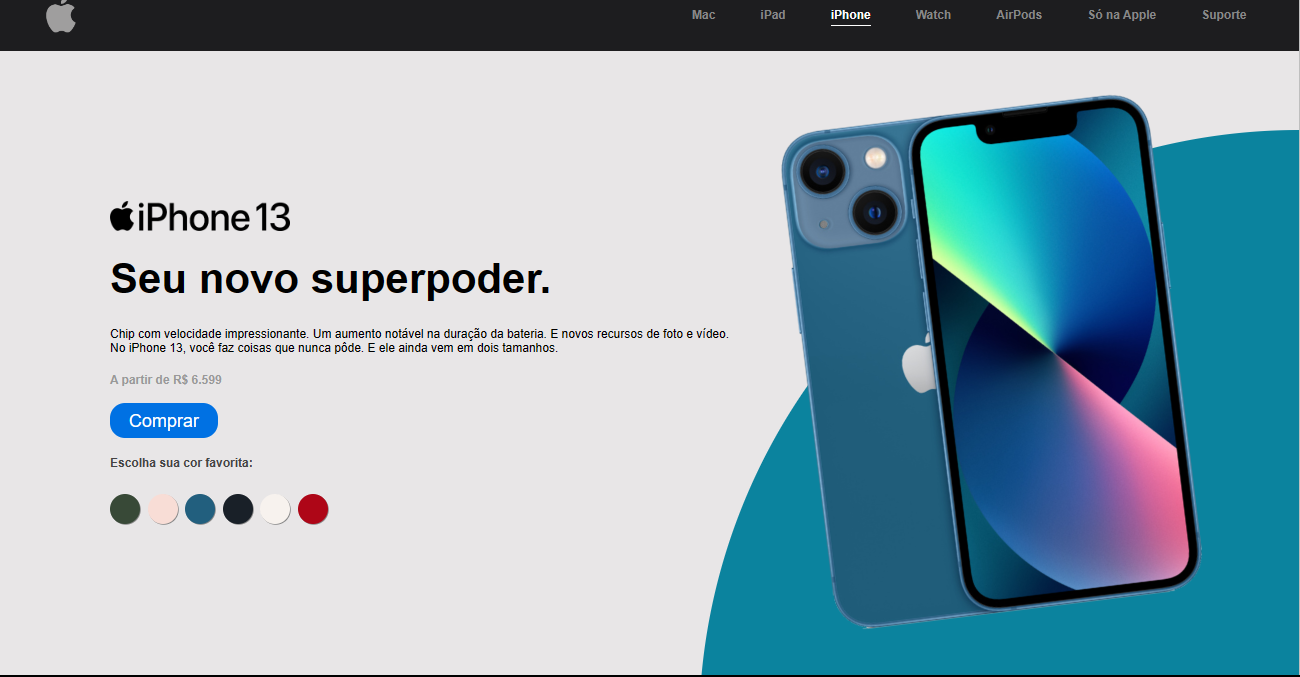 Mac iPad iPhone Watch AirPods Só na Apple Suporte
iPhone 13
Seu novo superpoder.
Chip com velocidade impressionante. Um aumento notável na duração da bateria. E novos recursos de foto e vídeo.
No iPhone 13, você faz coisas que nunca pôde. E ele ainda vem em dois tamanhos.
A partir de R$ 6.599
Comprar
Escolha sua cor favorita: